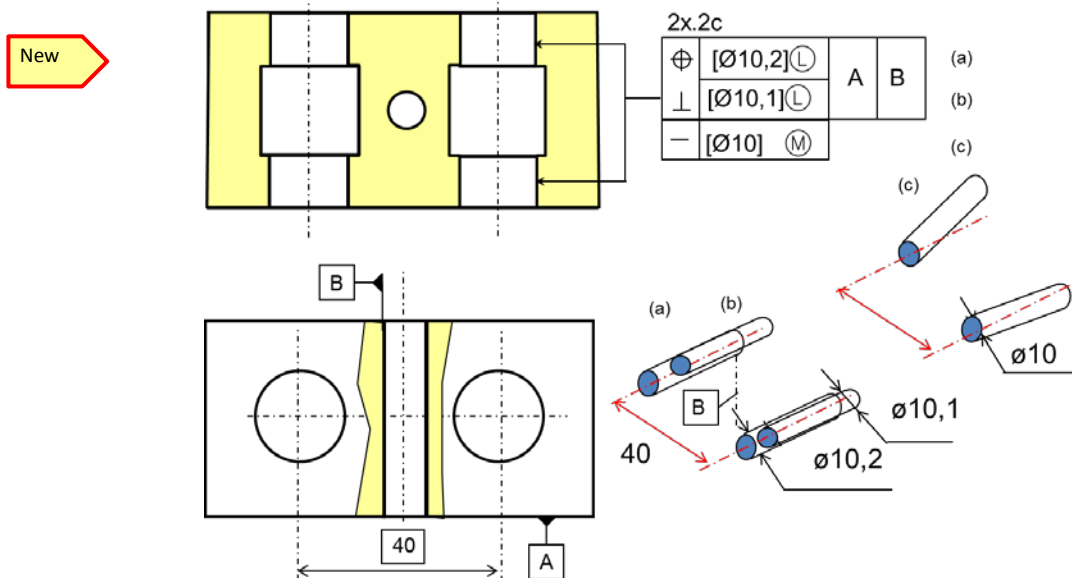 New
2x.2c
⌖ [Ø10,2]Ⓛ A B (a)
⊥ [Ø10,1]Ⓛ (b)
— [Ø10] Ⓜ (c)
(c)
B
(a) (b)
ø10
B
ø10,1
40
ø10,2
40
A